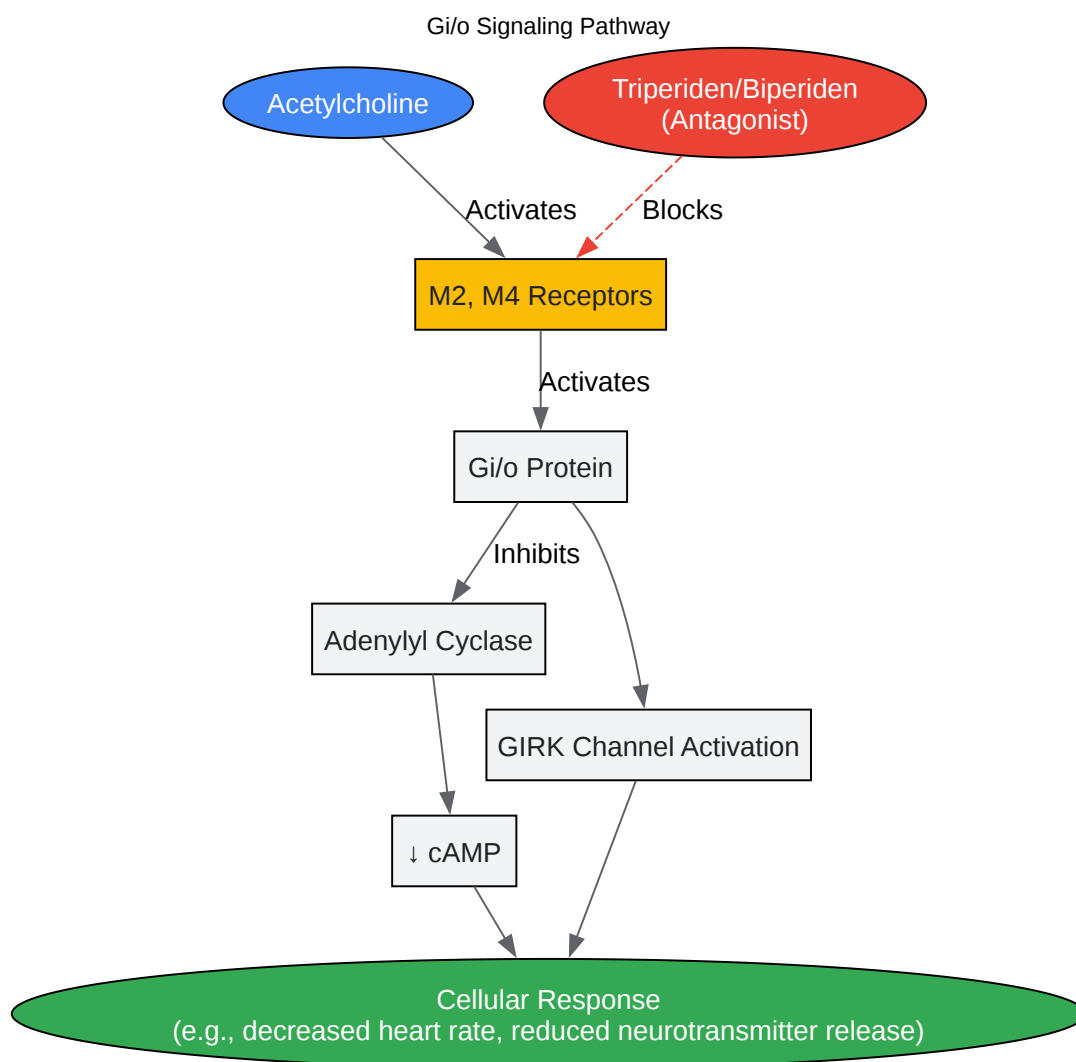 Gi/o Signaling Pathway
Acetylcholine
Triperiden/Biperiden
(Antagonist)
Activates
Blocks
M2, M4 Receptors
Activates
Gi/o Protein
Inhibits
Adenylyl Cyclase
GIRK Channel Activation
↓ cAMP
Cellular Response
(e.g., decreased heart rate, reduced neurotransmitter release)